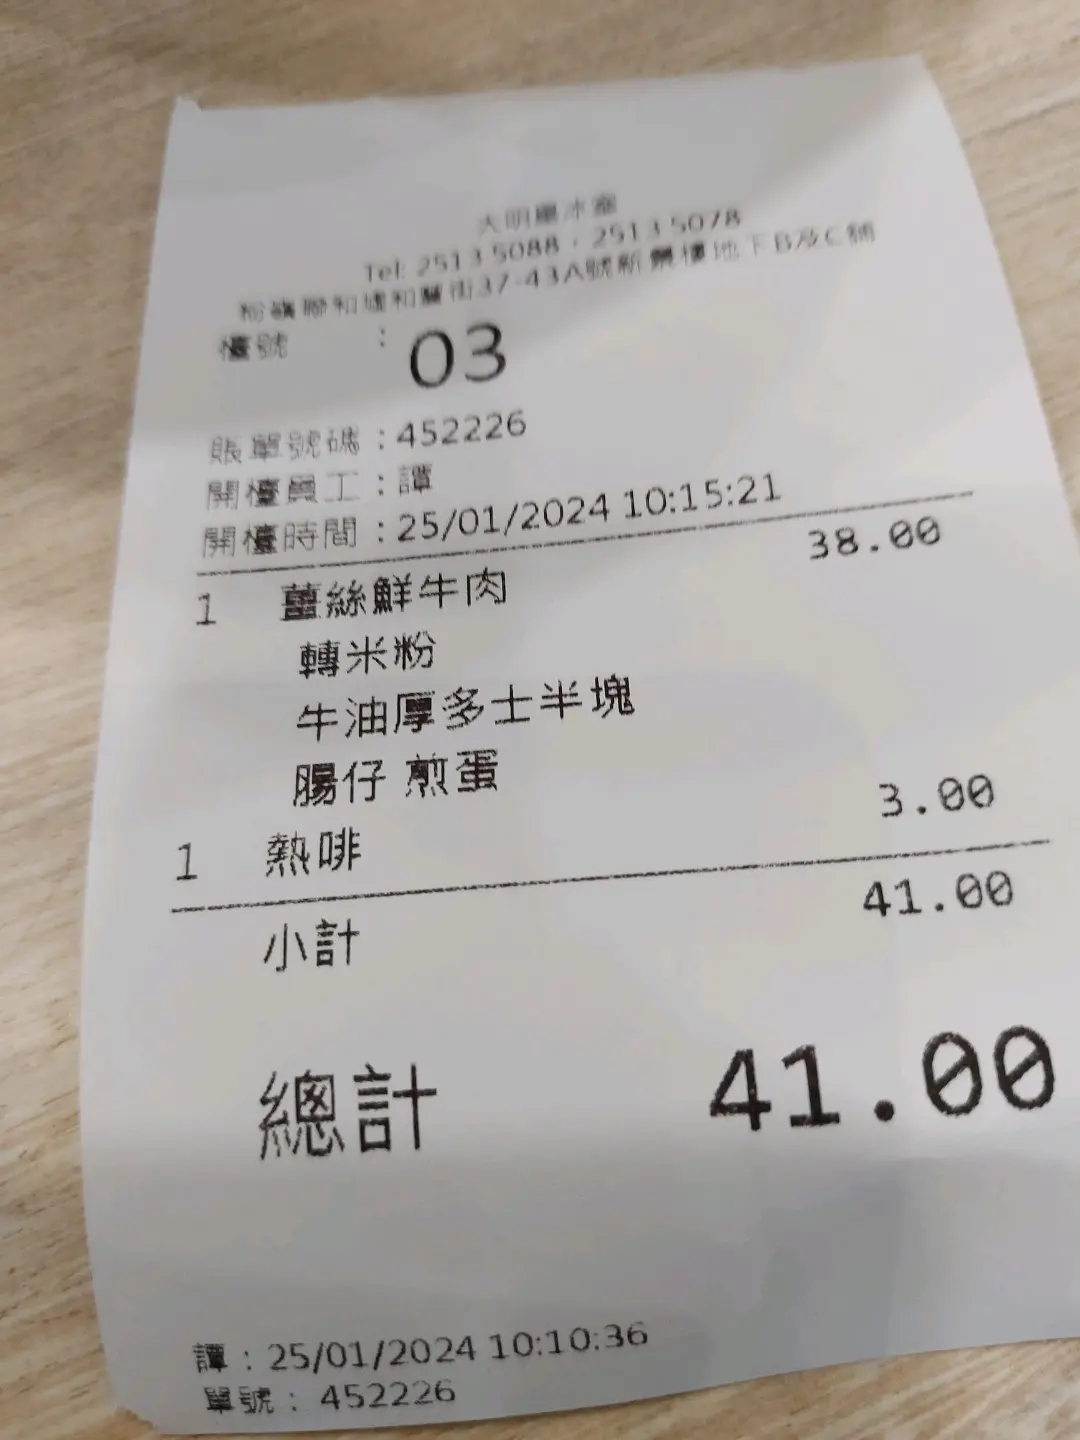 大明星冰室
Tel: 2513 5088，2513 5078
粉嶺聯和墟和豐街37-43A號新景樓地下B及C舖
檯號 : 03
賬單號碼 : 452226
開檯員工 : 譚
開檯時間 : 25/01/2024 10:15:21
1 薑絲鮮牛肉 38.00
轉米粉
牛油厚多士半塊
腸仔 煎蛋
1 熱啡 3.00
小計 41.00
總計 41.00
譚 : 25/01/2024 10:10:36
單號 : 452226